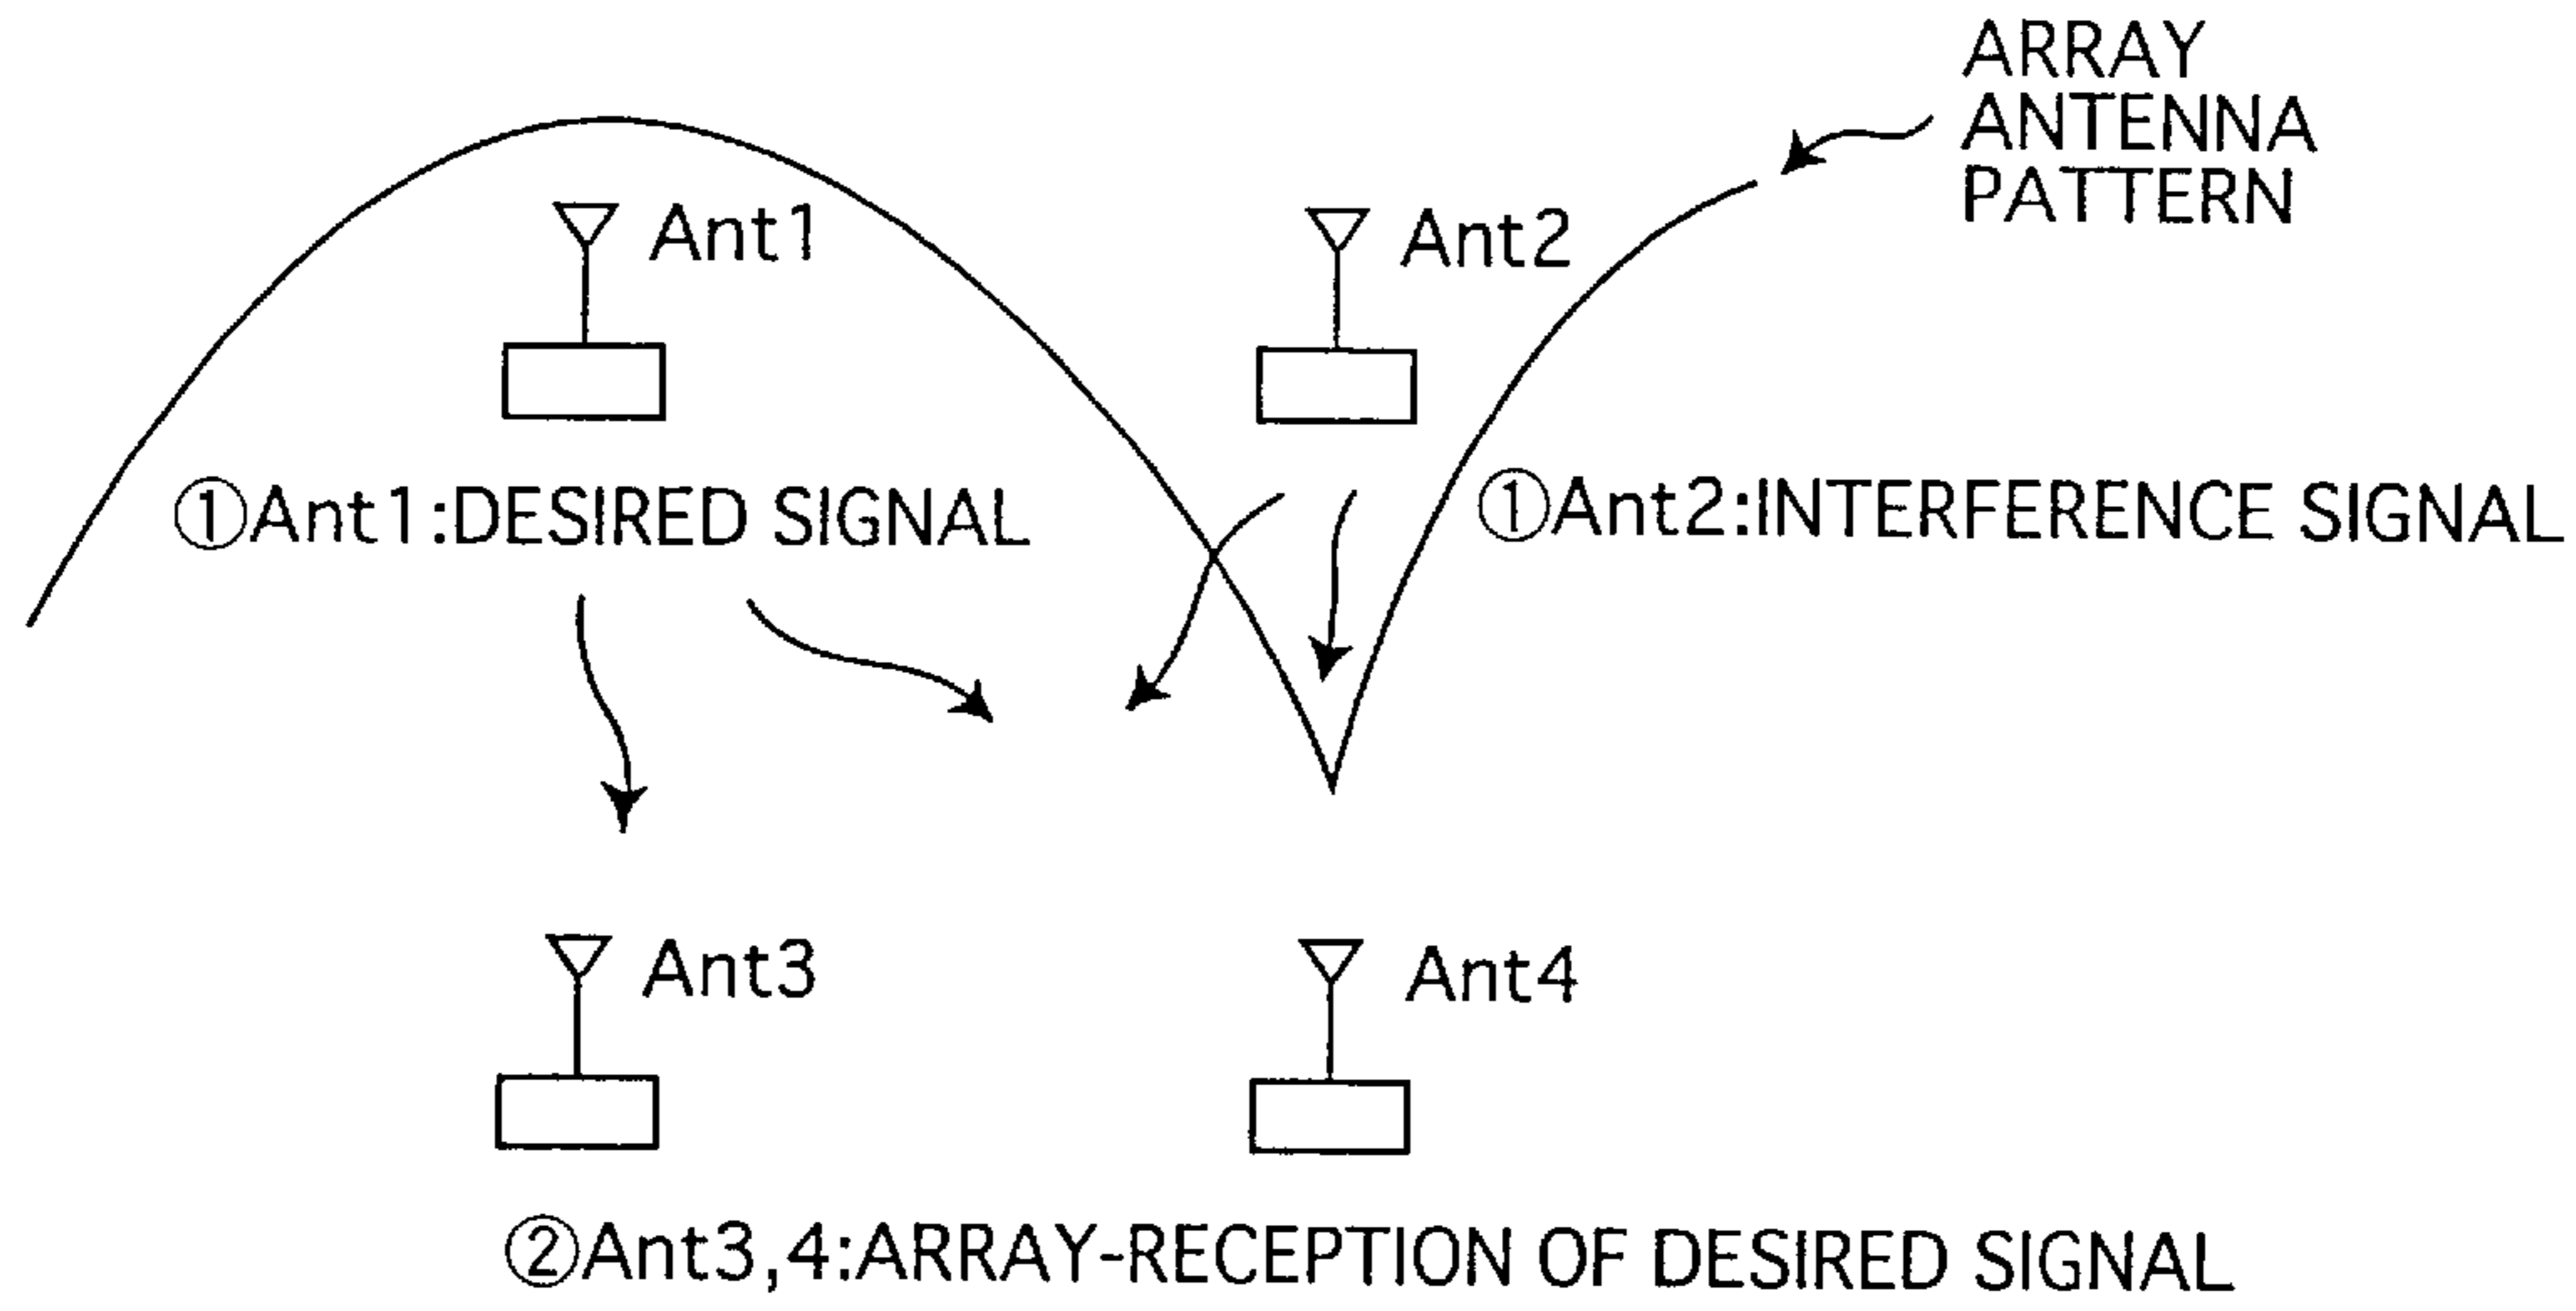 ARRAY
ANTENNA
PATTERN
Ant1
Ant2
①Ant1:DESIRED SIGNAL
①Ant2:INTERFERENCE SIGNAL
Ant3
Ant4
②Ant3,4:ARRAY-RECEPTION OF DESIRED SIGNAL